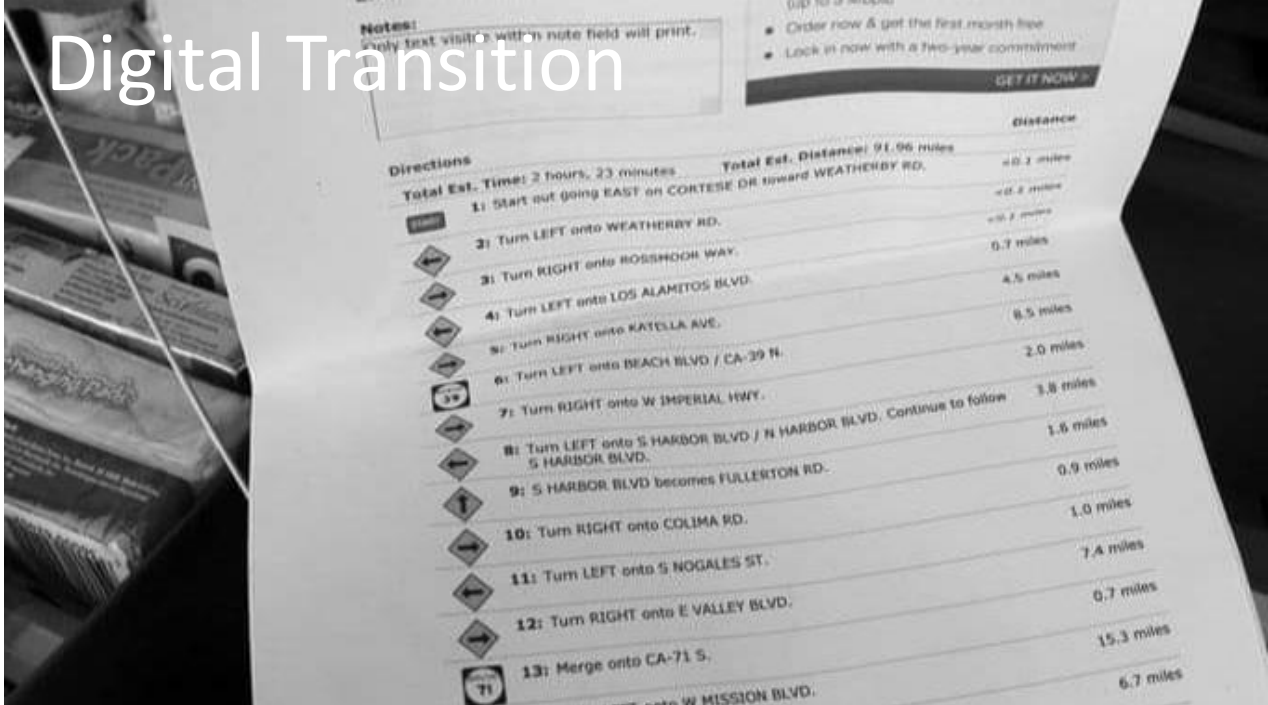 Digital Transition
Notes:
Only text visible within note field will print.
Order now & get the first month free
Lock in now with a two-year commitment
GET IT NOW >
Distance
Directions
Total Est. Time: 2 hours, 23 minutes Total Est. Distance: 91.96 miles
START 1: Start out going EAST on CORTESE DR toward WEATHERBY RD. <0.1 miles
2: Turn LEFT onto WEATHERBY RD.
3: Turn RIGHT onto ROSSMOOR WAY.
4: Turn LEFT onto LOS ALAMITOS BLVD. 0.7 miles
5: Turn RIGHT onto KATELLA AVE. 4.5 miles
39 6: Turn LEFT onto BEACH BLVD / CA-39 N. 8.5 miles
7: Turn RIGHT onto W IMPERIAL HWY. 2.0 miles
8: Turn LEFT onto S HARBOR BLVD / N HARBOR BLVD. Continue to follow 3.8 miles
S HARBOR BLVD.
9: S HARBOR BLVD becomes FULLERTON RD. 1.6 miles
10: Turn RIGHT onto COLIMA RD. 0.9 miles
11: Turn LEFT onto S NOGALES ST. 1.0 miles
12: Turn RIGHT onto E VALLEY BLVD. 7.4 miles
71 13: Merge onto CA-71 S. 0.7 miles
15.3 miles
onto W MISSION BLVD. 6.7 miles